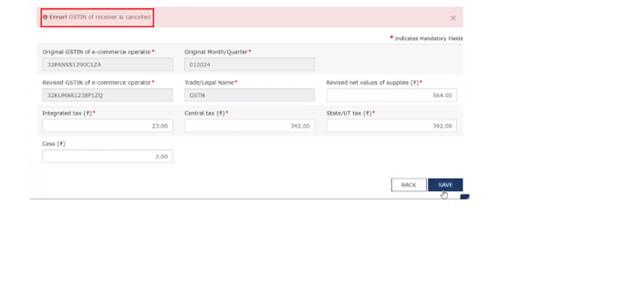 Error! GSTIN of receiver is cancelled
* Indicates Mandatory Fields
Original GSTIN of e-commerce operator* Original Month/Quarter*
32PANSS1290C1ZA 012024
Revised GSTIN of e-commerce operator* Trade/Legal Name* Revised net values of supplies (₹)*
32KUMAR1238P1ZQ GSTN 564.00
Integrated tax (₹)* Central tax (₹)* State/UT tax (₹)*
23.00 342.00 342.00
Cess (₹)
2.00
BACK SAVE